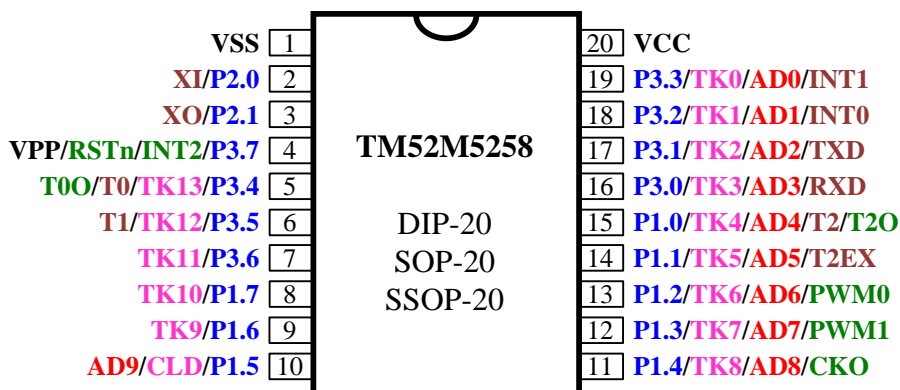 VSS 1 20 VCC
XI/P2.0 2 19 P3.3/TK0/AD0/INT1
XO/P2.1 3 18 P3.2/TK1/AD1/INT0
VPP/RSTn/INT2/P3.7 4 TM52M5258 17 P3.1/TK2/AD2/TXD
T0O/T0/TK13/P3.4 5 16 P3.0/TK3/AD3/RXD
T1/TK12/P3.5 6 DIP-20 15 P1.0/TK4/AD4/T2/T2O
TK11/P3.6 7 SOP-20 14 P1.1/TK5/AD5/T2EX
TK10/P1.7 8 SSOP-20 13 P1.2/TK6/AD6/PWM0
TK9/P1.6 9 12 P1.3/TK7/AD7/PWM1
AD9/CLD/P1.5 10 11 P1.4/TK8/AD8/CKO